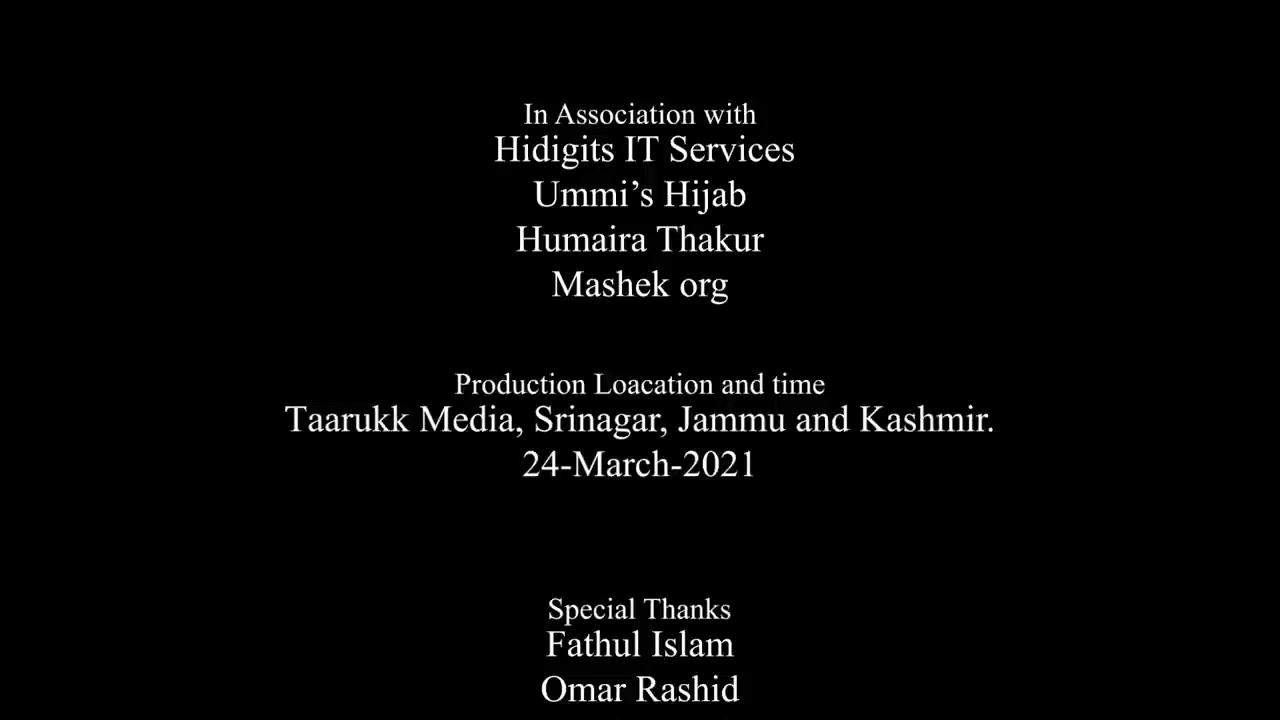 In Association with
Hidigits IT Services
Ummi’s Hijab
Humaira Thakur
Mashek org
Production Loacation and time
Taarukk Media, Srinagar, Jammu and Kashmir.
24-March-2021
Special Thanks
Fathul Islam
Omar Rashid